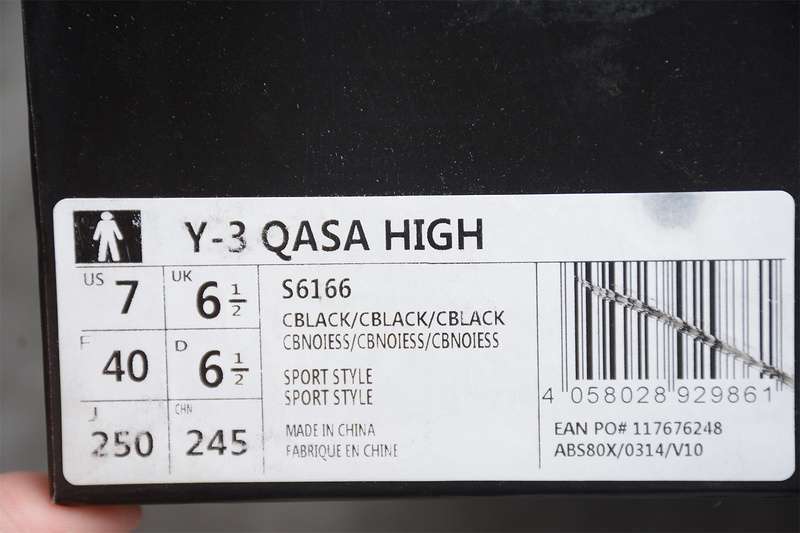 Y-3 QASA HIGH
US 7 UK 6 1/2
F 40 D 6 1/2
J 250 CHN 245
S6166
CBLACK/CBLACK/CBLACK
CBNOIESS/CBNOIESS/CBNOIESS
SPORT STYLE
SPORT STYLE
MADE IN CHINA
FABRIQUE EN CHINE
4 058028 929861
EAN PO# 117676248
ABS80X/0314/V10